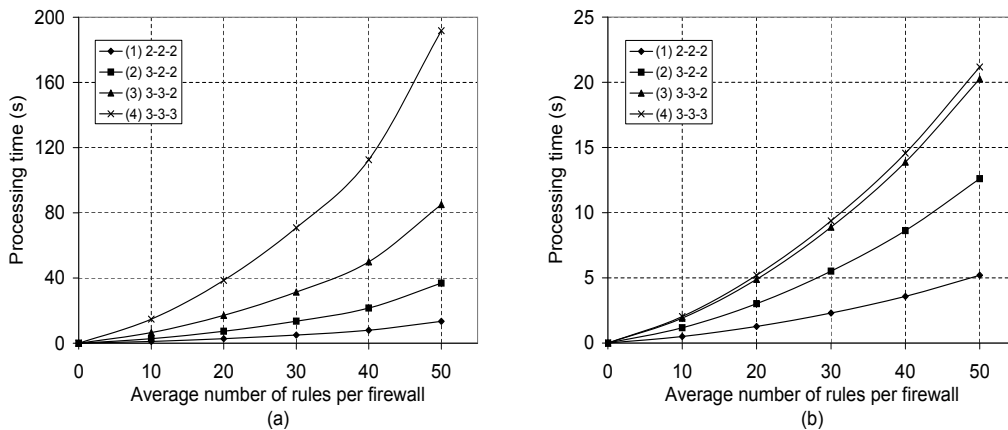 200
160
120
80
40
0
Processing time (s)
(1) 2-2-2
(2) 3-2-2
(3) 3-3-2
(4) 3-3-3
0 10 20 30 40 50
Average number of rules per firewall
(a)
25
20
15
10
5
0
Processing time (s)
(1) 2-2-2
(2) 3-2-2
(3) 3-3-2
(4) 3-3-3
0 10 20 30 40 50
Average number of rules per firewall
(b)